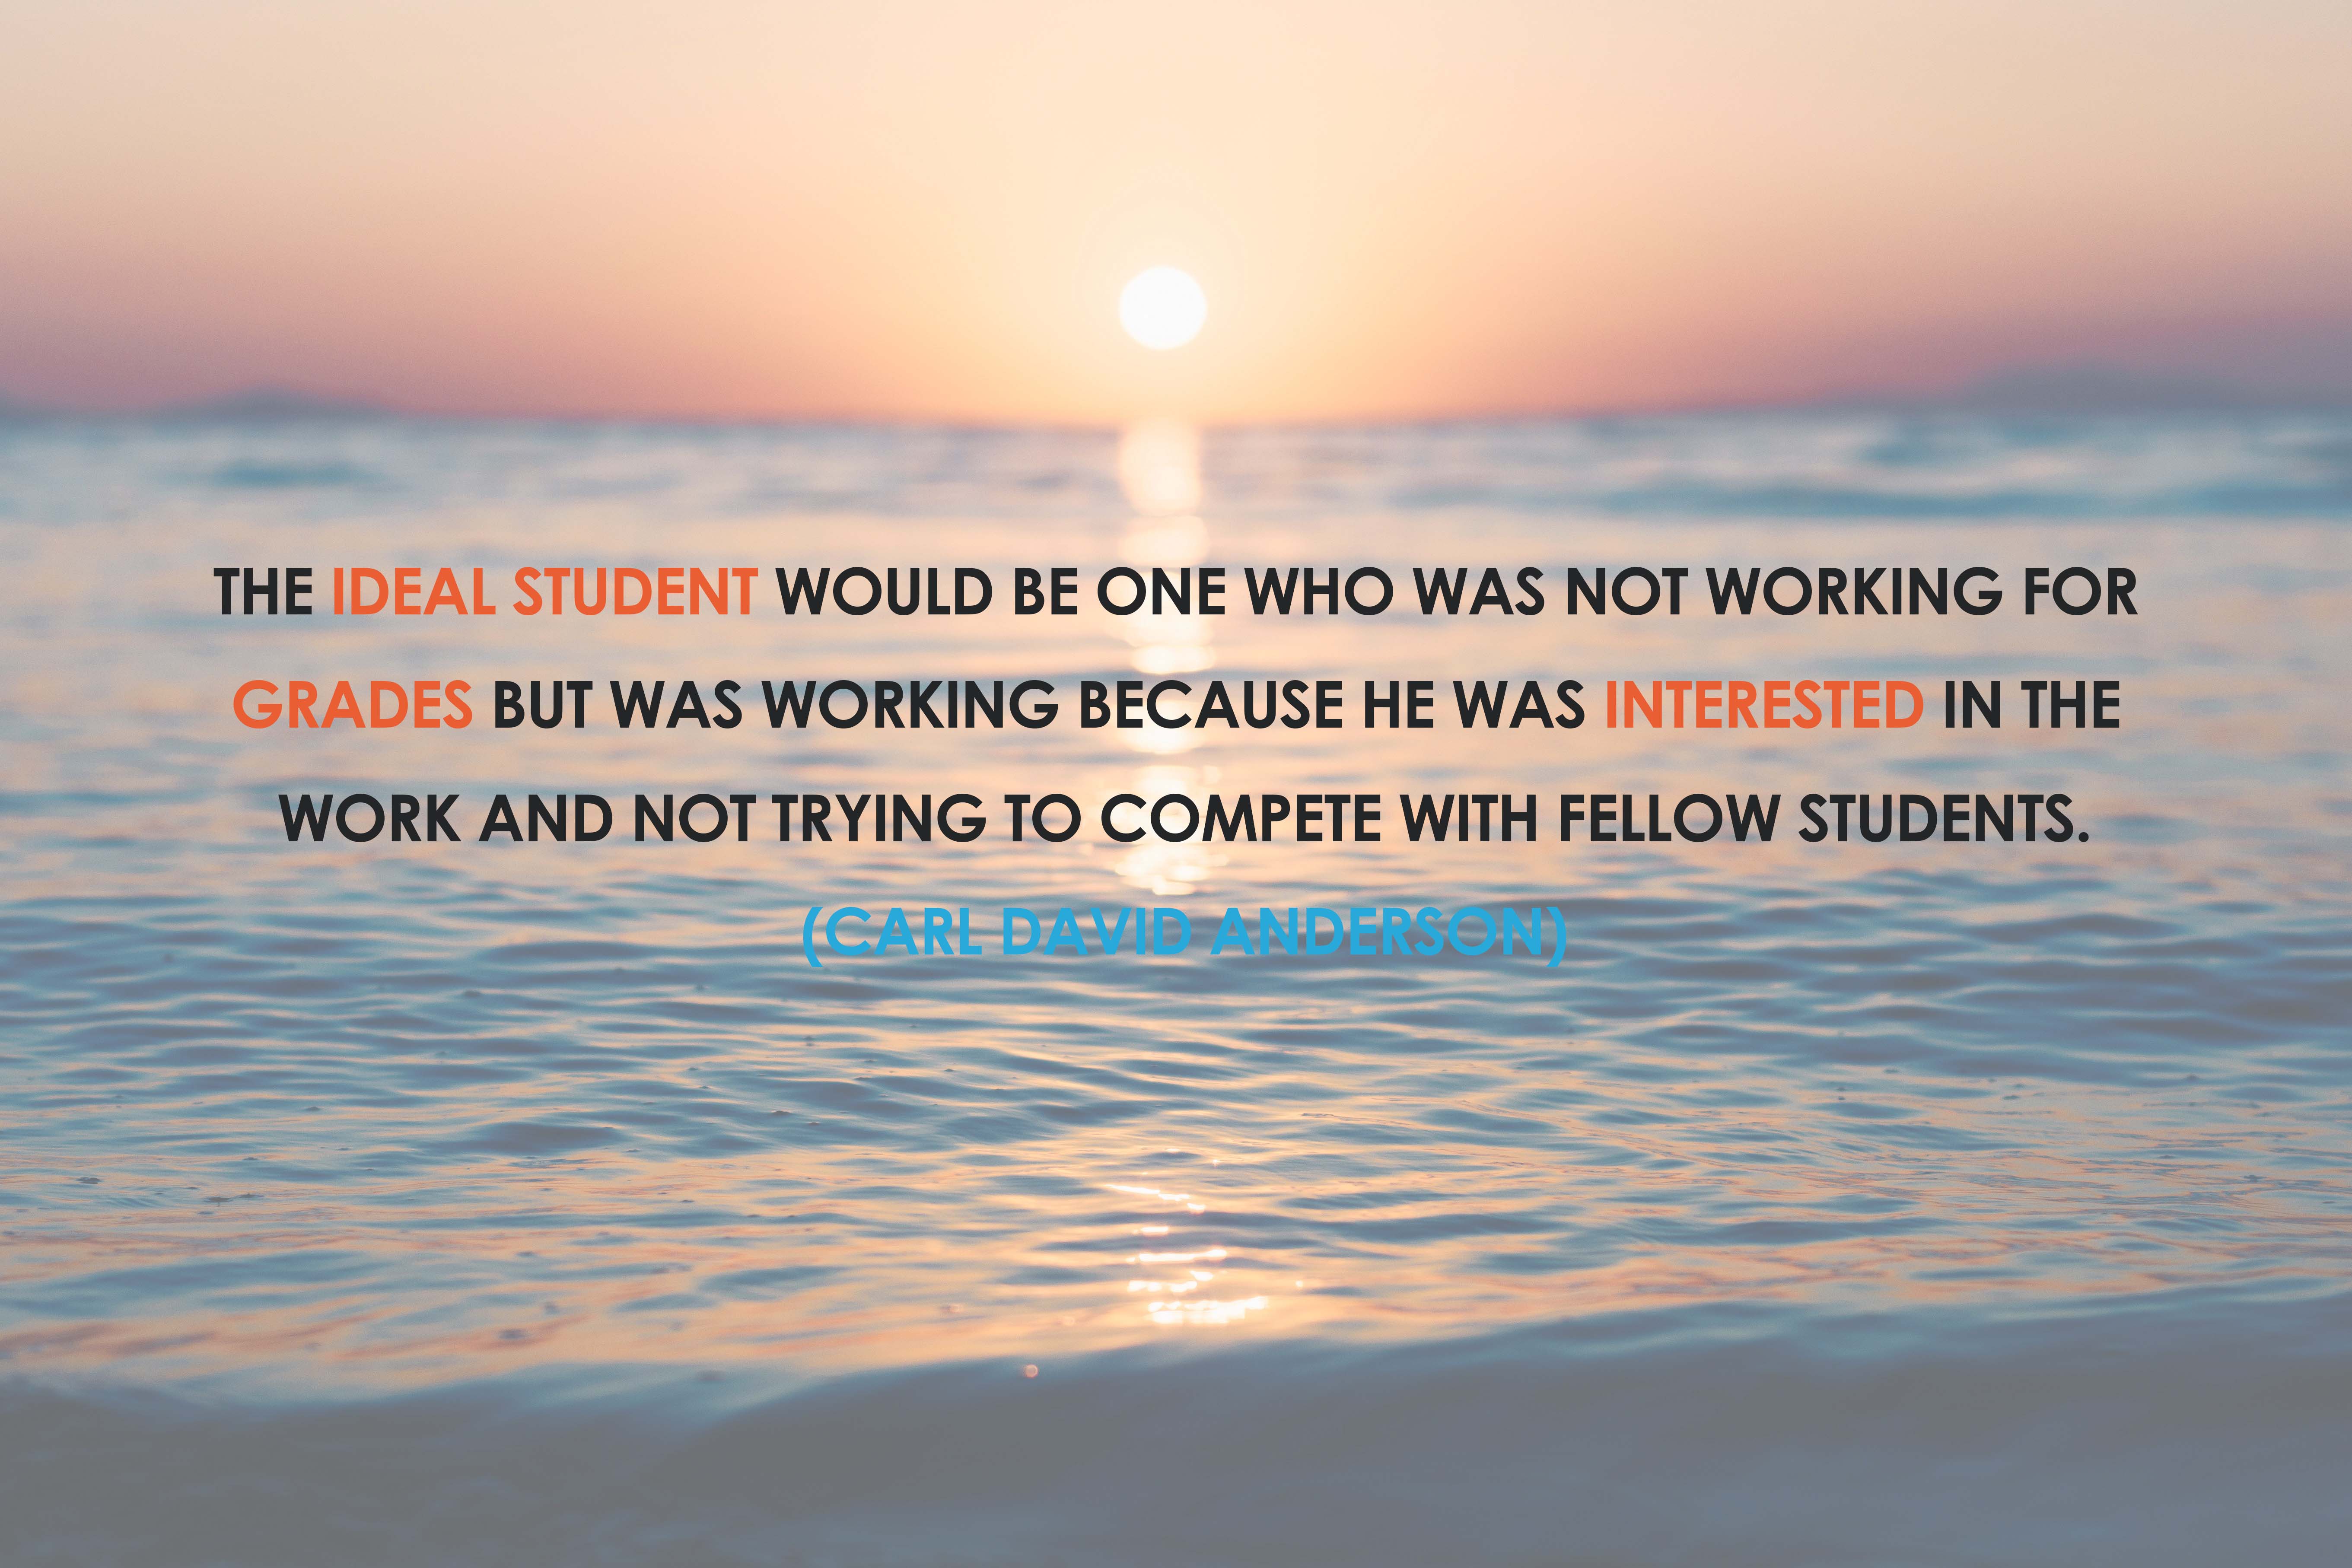 THE IDEAL STUDENT WOULD BE ONE WHO WAS NOT WORKING FOR
GRADES BUT WAS WORKING BECAUSE HE WAS INTERESTED IN THE
WORK AND NOT TRYING TO COMPETE WITH FELLOW STUDENTS.
(CARL DAVID ANDERSON)